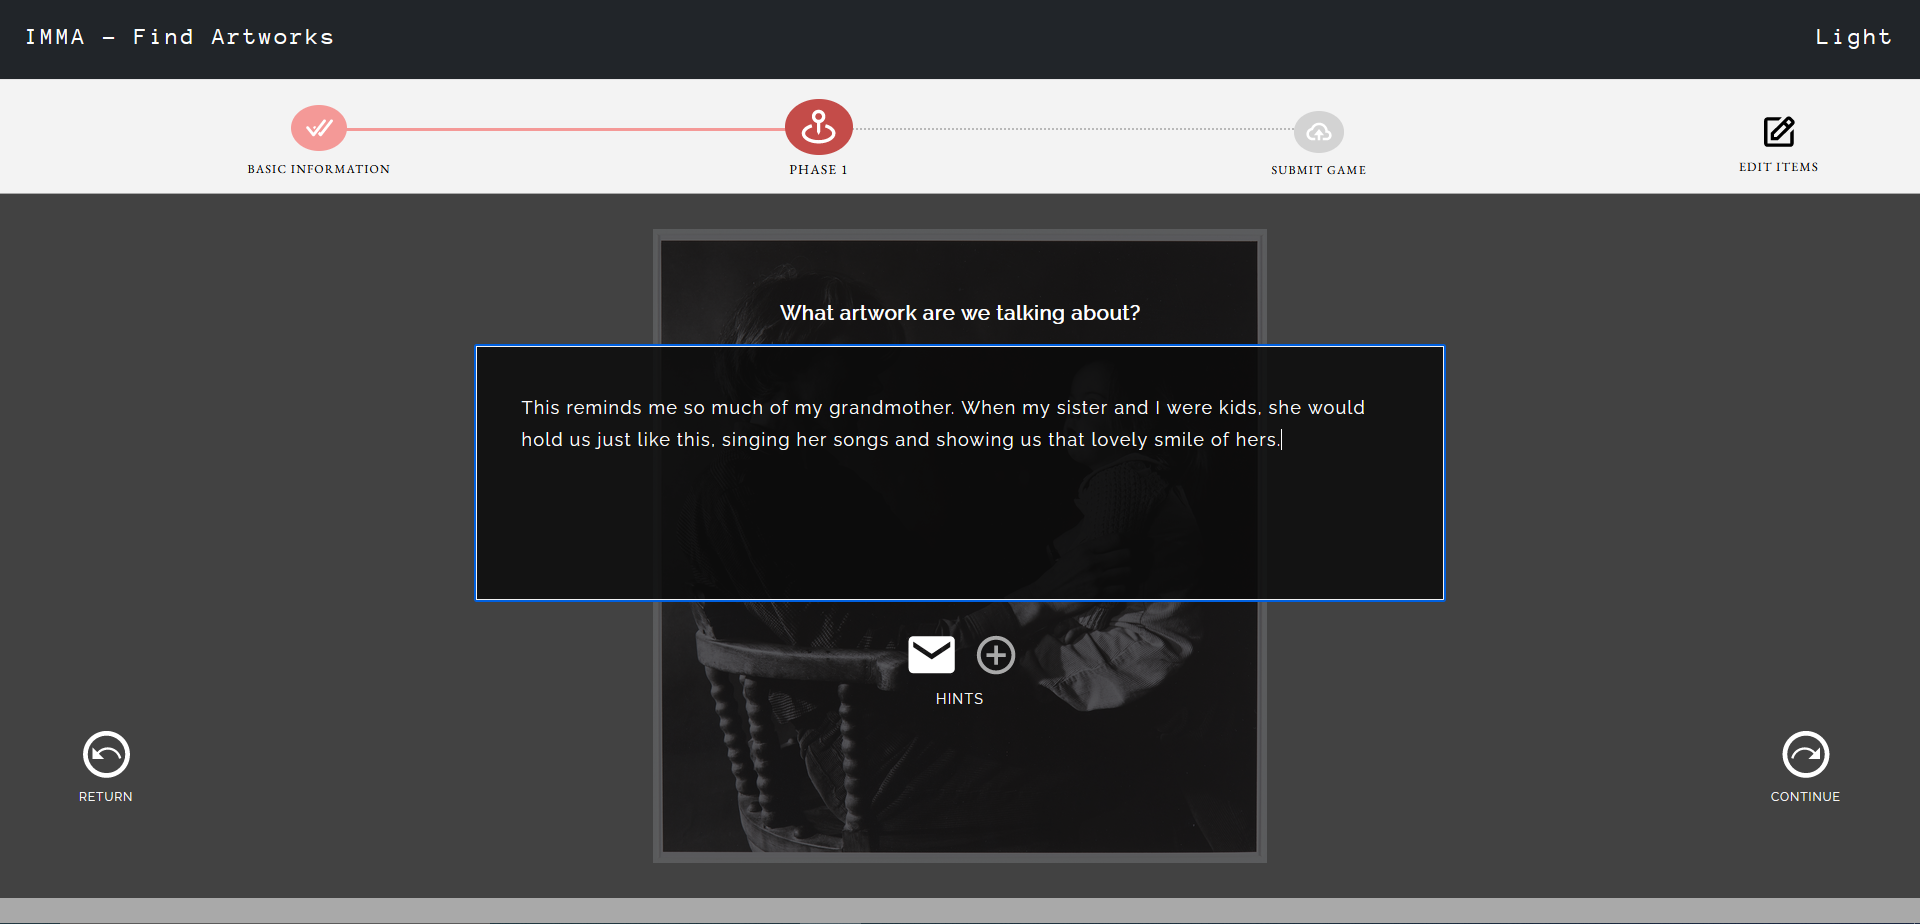 IMMA - Find Artworks
Light
BASIC INFORMATION
PHASE 1
SUBMIT GAME
EDIT ITEMS
What artwork are we talking about?
This reminds me so much of my grandmother. When my sister and I were kids, she would
hold us just like this, singing her songs and showing us that lovely smile of hers.
HINTS
RETURN
CONTINUE